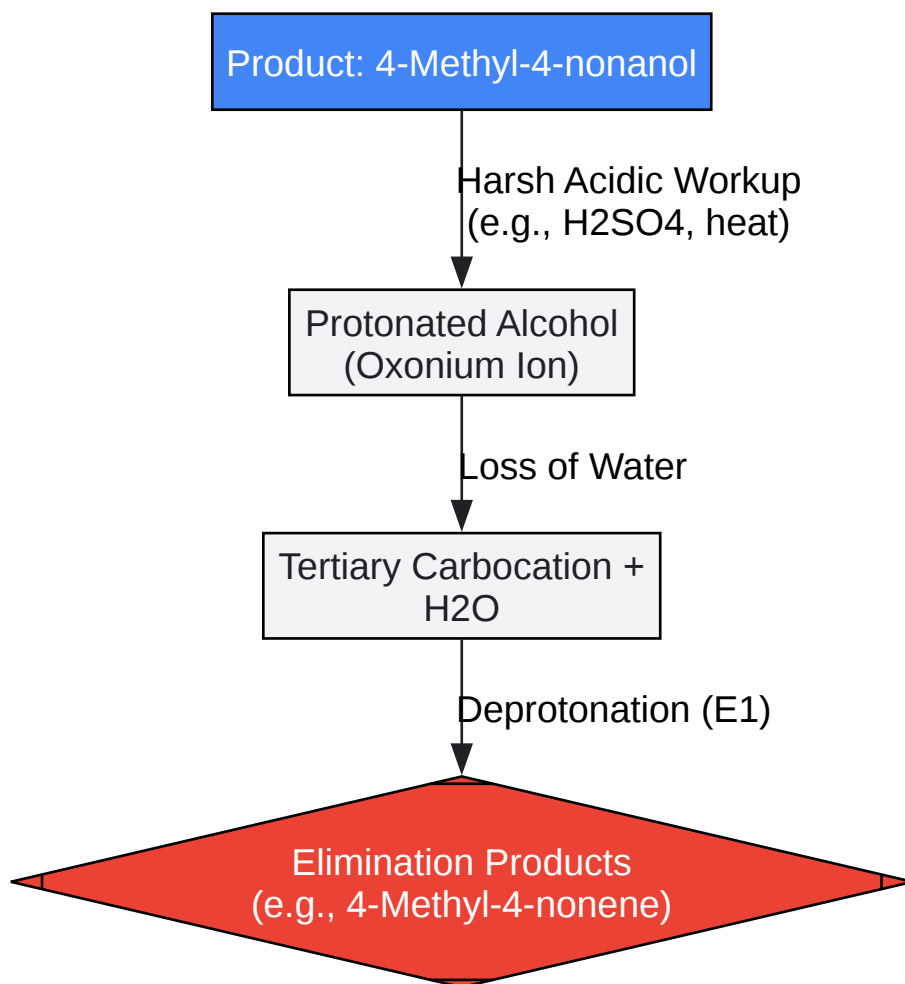 Product: 4-Methyl-4-nonanol
Harsh Acidic Workup
(e.g., H2SO4, heat)
Protonated Alcohol
(Oxonium Ion)
Loss of Water
Tertiary Carbocation +
H2O
Deprotonation (E1)
Elimination Products
(e.g., 4-Methyl-4-nonene)